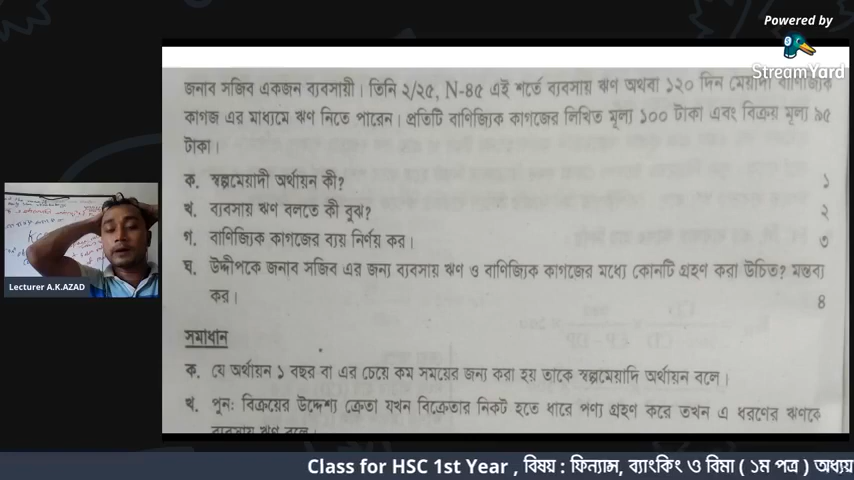 Powered by
StreamYard
জনাব সজিব একজন ব্যবসায়ী। তিনি ২/২৫, N-৪৫ এই শর্তে ব্যবসায় ঋণ অথবা ১২০ দিন মেয়াদী বাণিজ্যিক
কাগজ এর মাধ্যমে ঋণ নিতে পারেন। প্রতিটি বাণিজ্যিক কাগজের লিখিত মূল্য ১০০ টাকা এবং বিক্রয় মূল্য ৯৫
টাকা।
ক. স্বল্পমেয়াদী অর্থায়ন কী? ১
খ. ব্যবসায় ঋণ বলতে কী বুঝ? ২
গ. বাণিজ্যিক কাগজের ব্যয় নির্ণয় কর। ৩
ঘ. উদ্দীপকে জনাব সজিব এর জন্য ব্যবসায় ঋণ ও বাণিজ্যিক কাগজের মধ্যে কোনটি গ্রহণ করা উচিত? মন্তব্য
কর। ৪
সমাধান
ক. যে অর্থায়ন ১ বছর বা এর চেয়ে কম সময়ের জন্য করা হয় তাকে স্বল্পমেয়াদি অর্থায়ন বলে।
খ. পুনঃ বিক্রয়ের উদ্দেশ্য ক্রেতা যখন বিক্রেতার নিকট হতে ধারে পণ্য গ্রহণ করে তখন এ ধরণের ঋণকে
ব্যবসায় ঋণ বলে।
Lecturer A.K.AZAD
Class for HSC 1st Year , বিষয় : ফিন্যান্স, ব্যাংকিং ও বিমা ( ১ম পত্র ) অধ্যয়